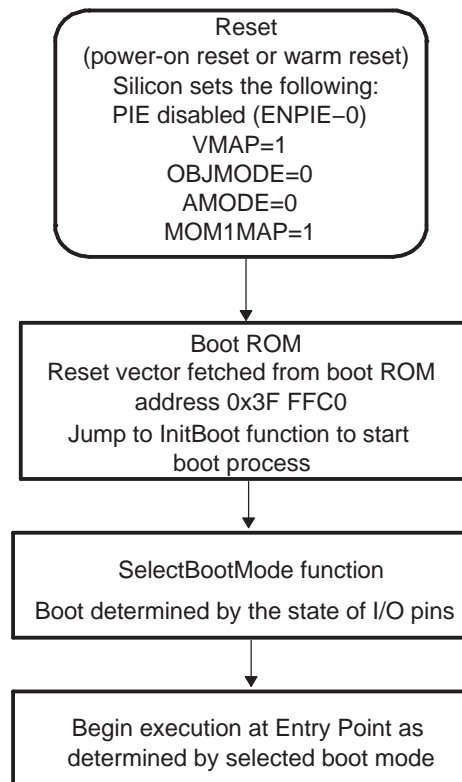 Reset
(power-on reset or warm reset)
Silicon sets the following:
PIE disabled (ENPIE−0)
VMAP=1
OBJMODE=0
AMODE=0
MOM1MAP=1
Boot ROM
Reset vector fetched from boot ROM
address 0x3F FFC0
Jump to InitBoot function to start
boot process
SelectBootMode function
Boot determined by the state of I/O pins
Begin execution at Entry Point as
determined by selected boot mode